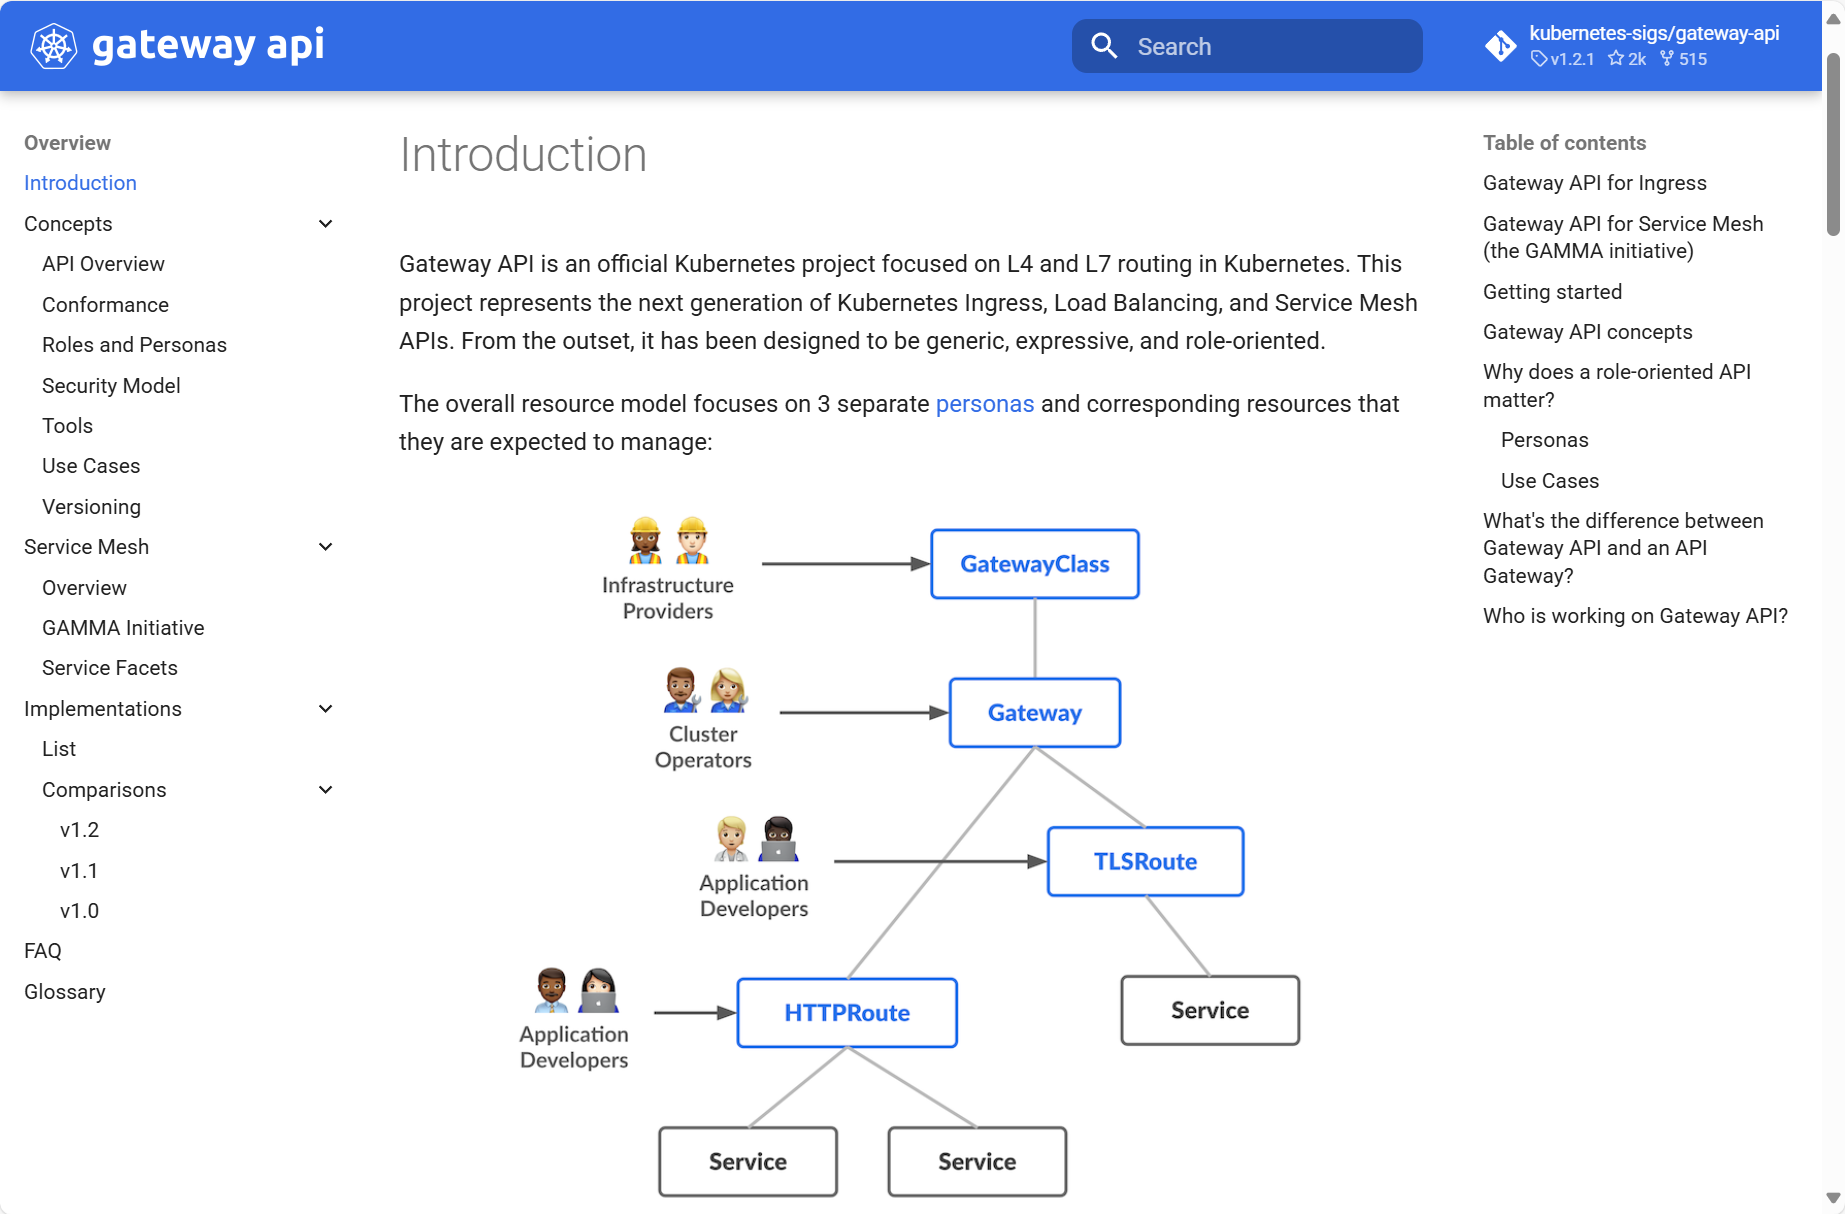 gateway api
Search
kubernetes-sigs/gateway-api
v1.2.1 2k 515
Overview
Introduction
Concepts
API Overview
Conformance
Roles and Personas
Security Model
Tools
Use Cases
Versioning
Service Mesh
Overview
GAMMA Initiative
Service Facets
Implementations
List
Comparisons
v1.2
v1.1
v1.0
FAQ
Glossary
Introduction
Gateway API is an official Kubernetes project focused on L4 and L7 routing in Kubernetes. This
project represents the next generation of Kubernetes Ingress, Load Balancing, and Service Mesh
APIs. From the outset, it has been designed to be generic, expressive, and role-oriented.
The overall resource model focuses on 3 separate personas and corresponding resources that
they are expected to manage:
Infrastructure
Providers
GatewayClass
Cluster
Operators
Gateway
Application
Developers
TLSRoute
Application
Developers
HTTPRoute
Service
Service
Service
Table of contents
Gateway API for Ingress
Gateway API for Service Mesh
(the GAMMA initiative)
Getting started
Gateway API concepts
Why does a role-oriented API
matter?
Personas
Use Cases
What's the difference between
Gateway API and an API
Gateway?
Who is working on Gateway API?